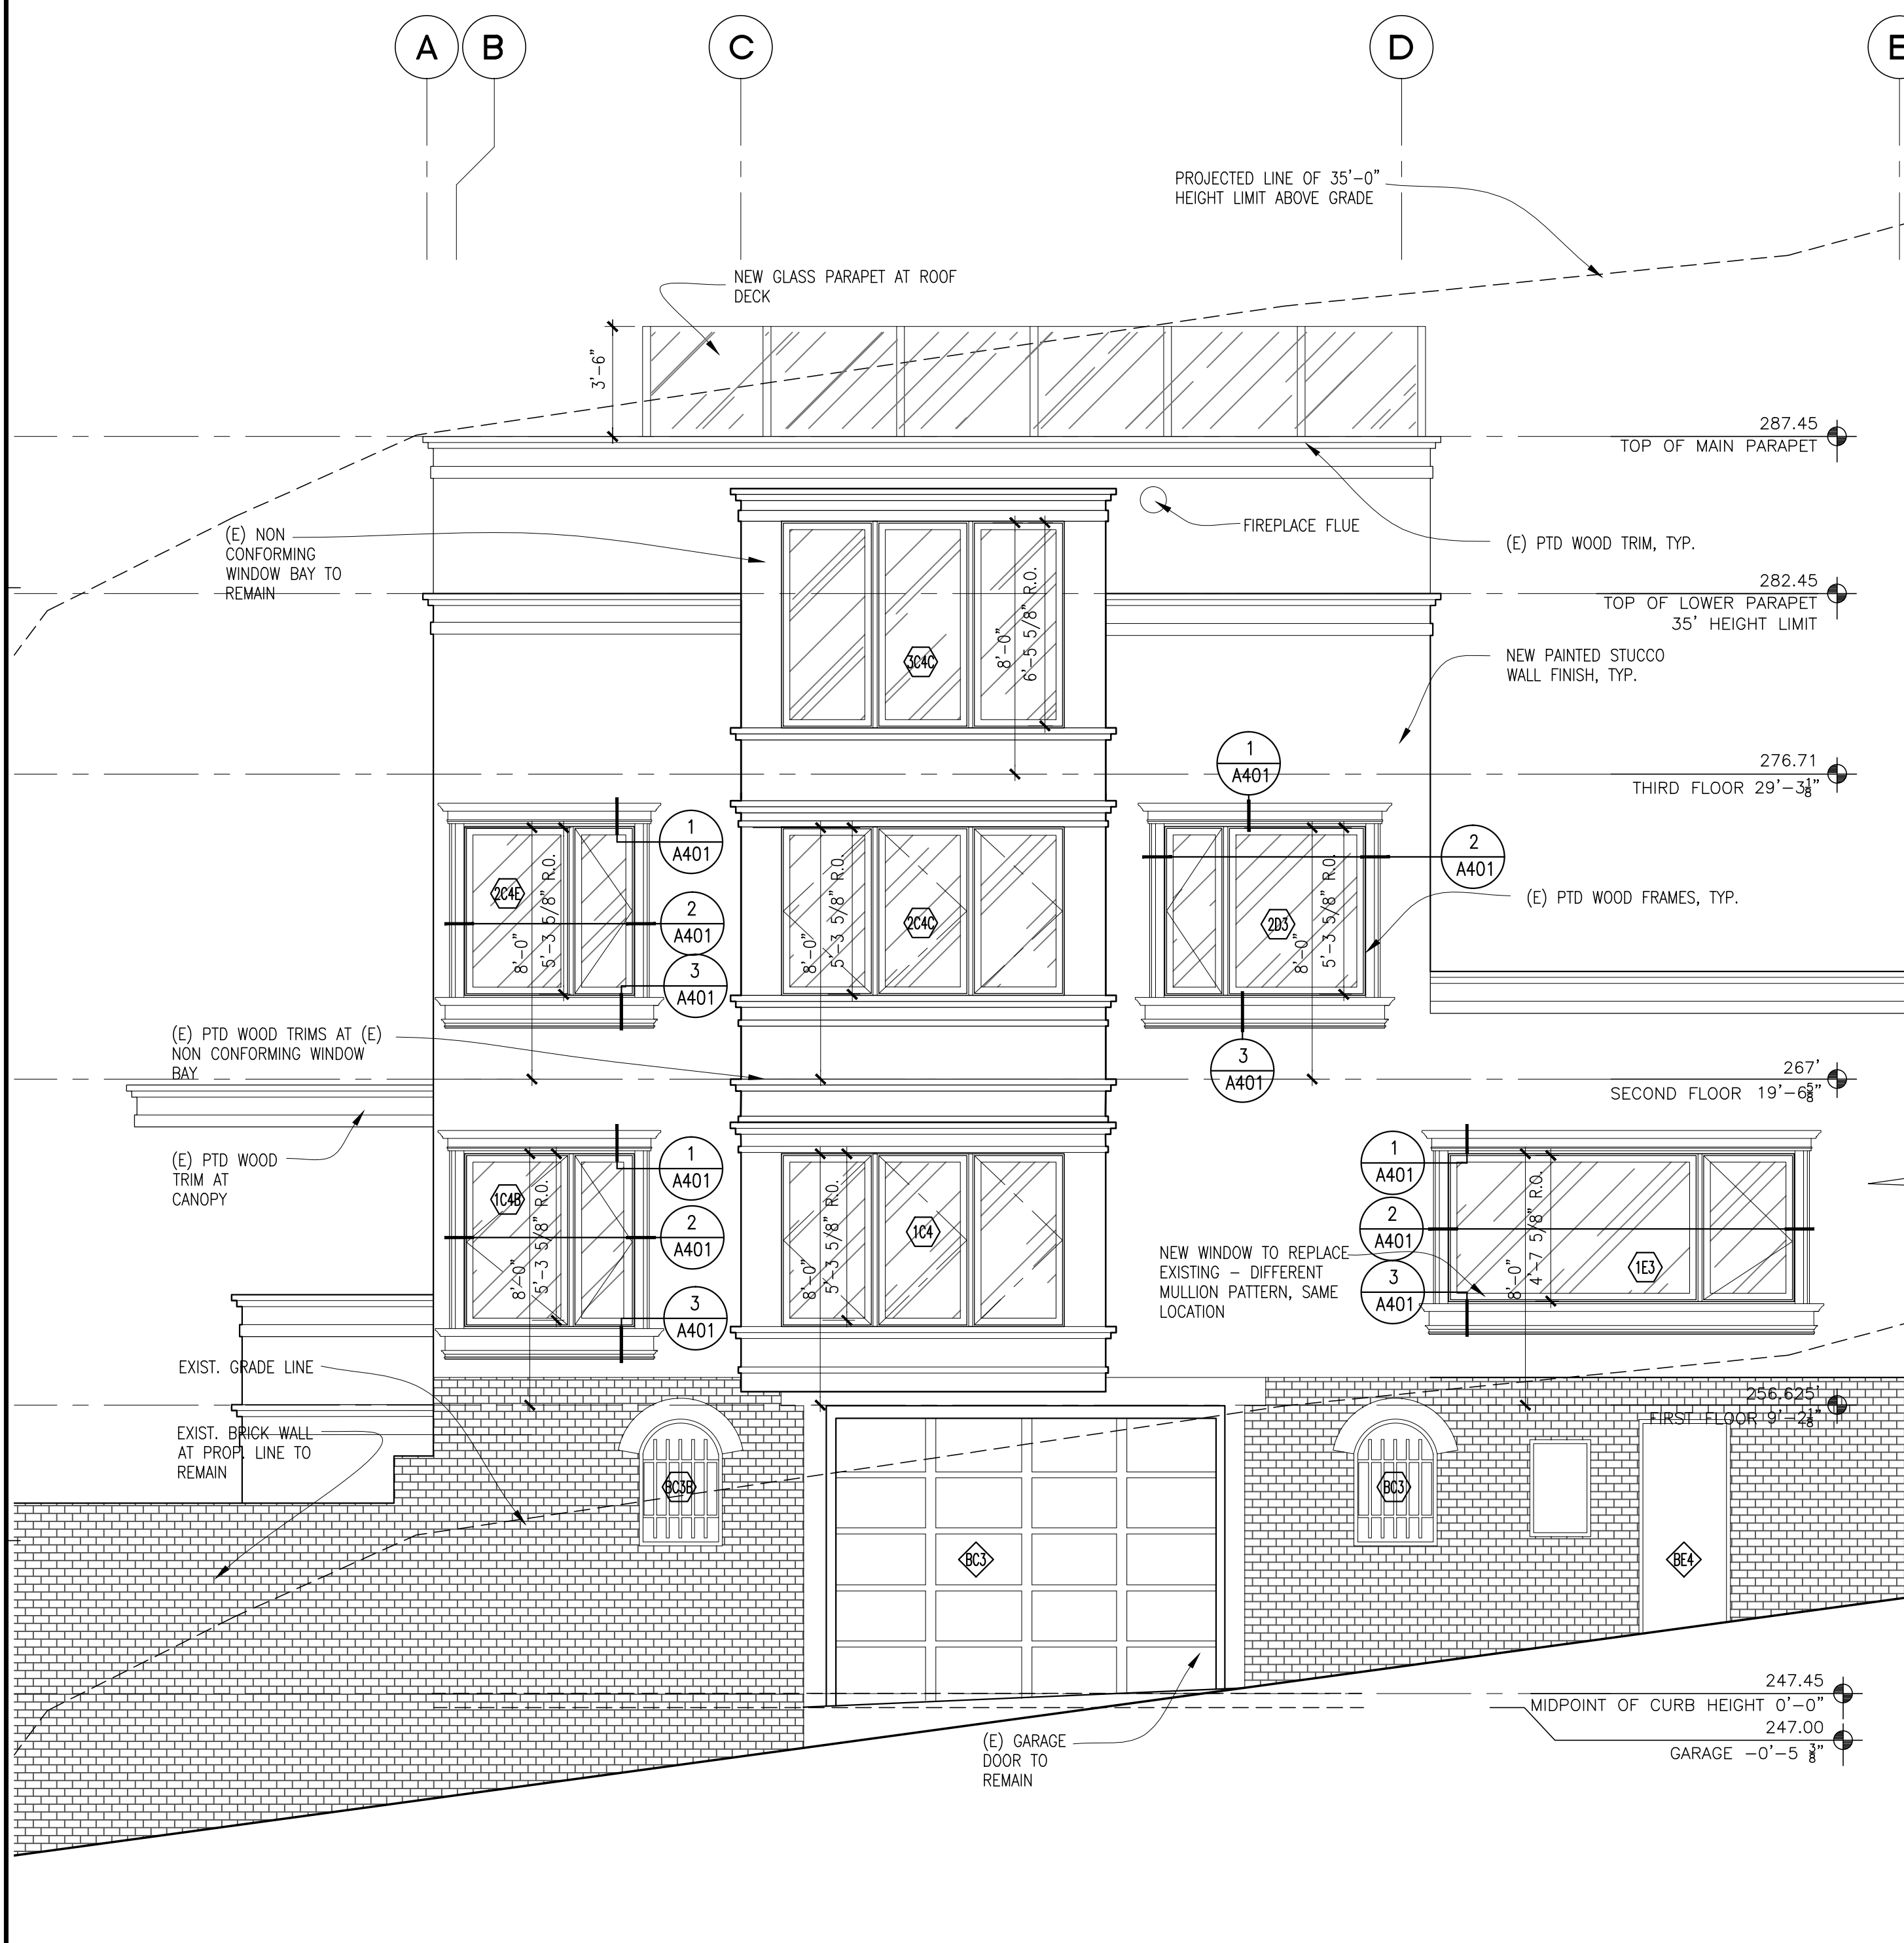 A B C D E
PROJECTED LINE OF 35'-0"
HEIGHT LIMIT ABOVE GRADE
NEW GLASS PARAPET AT ROOF
DECK
3'-6"
287.45
TOP OF MAIN PARAPET
(E) NON
CONFORMING
WINDOW BAY TO
REMAIN
FIREPLACE FLUE
(E) PTD WOOD TRIM, TYP.
282.45
TOP OF LOWER PARAPET
35' HEIGHT LIMIT
3C4C
8'-0"
6'-5 5/8" R.O.
NEW PAINTED STUCCO
WALL FINISH, TYP.
276.71
THIRD FLOOR 29'-3 1/8"
1
A401
1
A401
2
A401
2C4E
8'-0"
5'-3 5/8" R.O.
2
A401
3
A401
8'-0"
5'-3 5/8" R.O.
2C4C
2D3
8'-0"
5'-3 5/8" R.O.
(E) PTD WOOD FRAMES, TYP.
3
A401
(E) PTD WOOD TRIMS AT (E)
NON CONFORMING WINDOW
BAY
267'
SECOND FLOOR 19'-6 5/8"
(E) PTD WOOD
TRIM AT
CANOPY
1C4B
8'-0"
5'-3 5/8" R.O.
1
A401
2
A401
3
A401
8'-0"
5'-3 5/8" R.O.
1C4
NEW WINDOW TO REPLACE
EXISTING - DIFFERENT
MULLION PATTERN, SAME
LOCATION
1
A401
2
A401
3
A401
8'-0"
4'-7 5/8" R.O.
1E3
EXIST. GRADE LINE
256.625'
FIRST FLOOR 9'-2 1/8"
EXIST. BRICK WALL
AT PROP. LINE TO
REMAIN
BC3B
BC3
BC3
BE4
247.45
MIDPOINT OF CURB HEIGHT 0'-0"
247.00
GARAGE -0'-5 3/8"
(E) GARAGE
DOOR TO
REMAIN